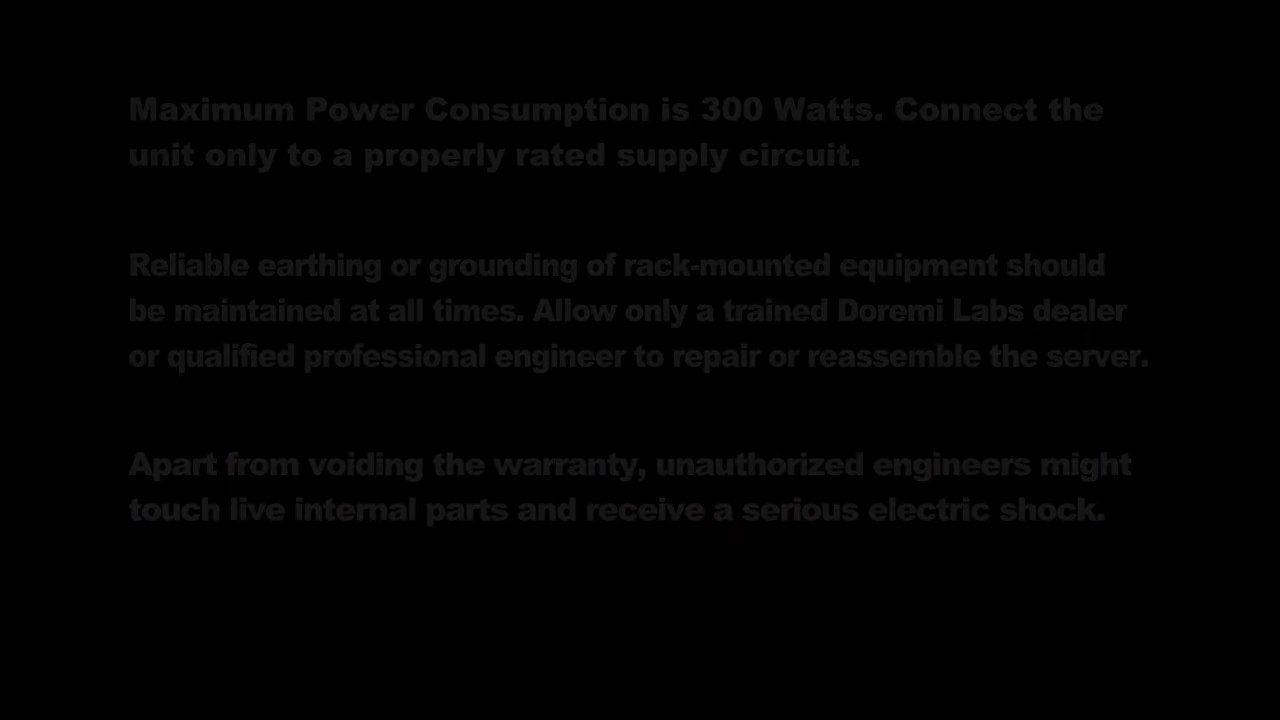 Maximum Power Consumption is 300 Watts. Connect the
unit only to a properly rated supply circuit.
Reliable earthing or grounding of rack-mounted equipment should
be maintained at all times. Allow only a trained Doremi Labs dealer
or qualified professional engineer to repair or reassemble the server.
Apart from voiding the warranty, unauthorized engineers might
touch live internal parts and receive a serious electric shock.